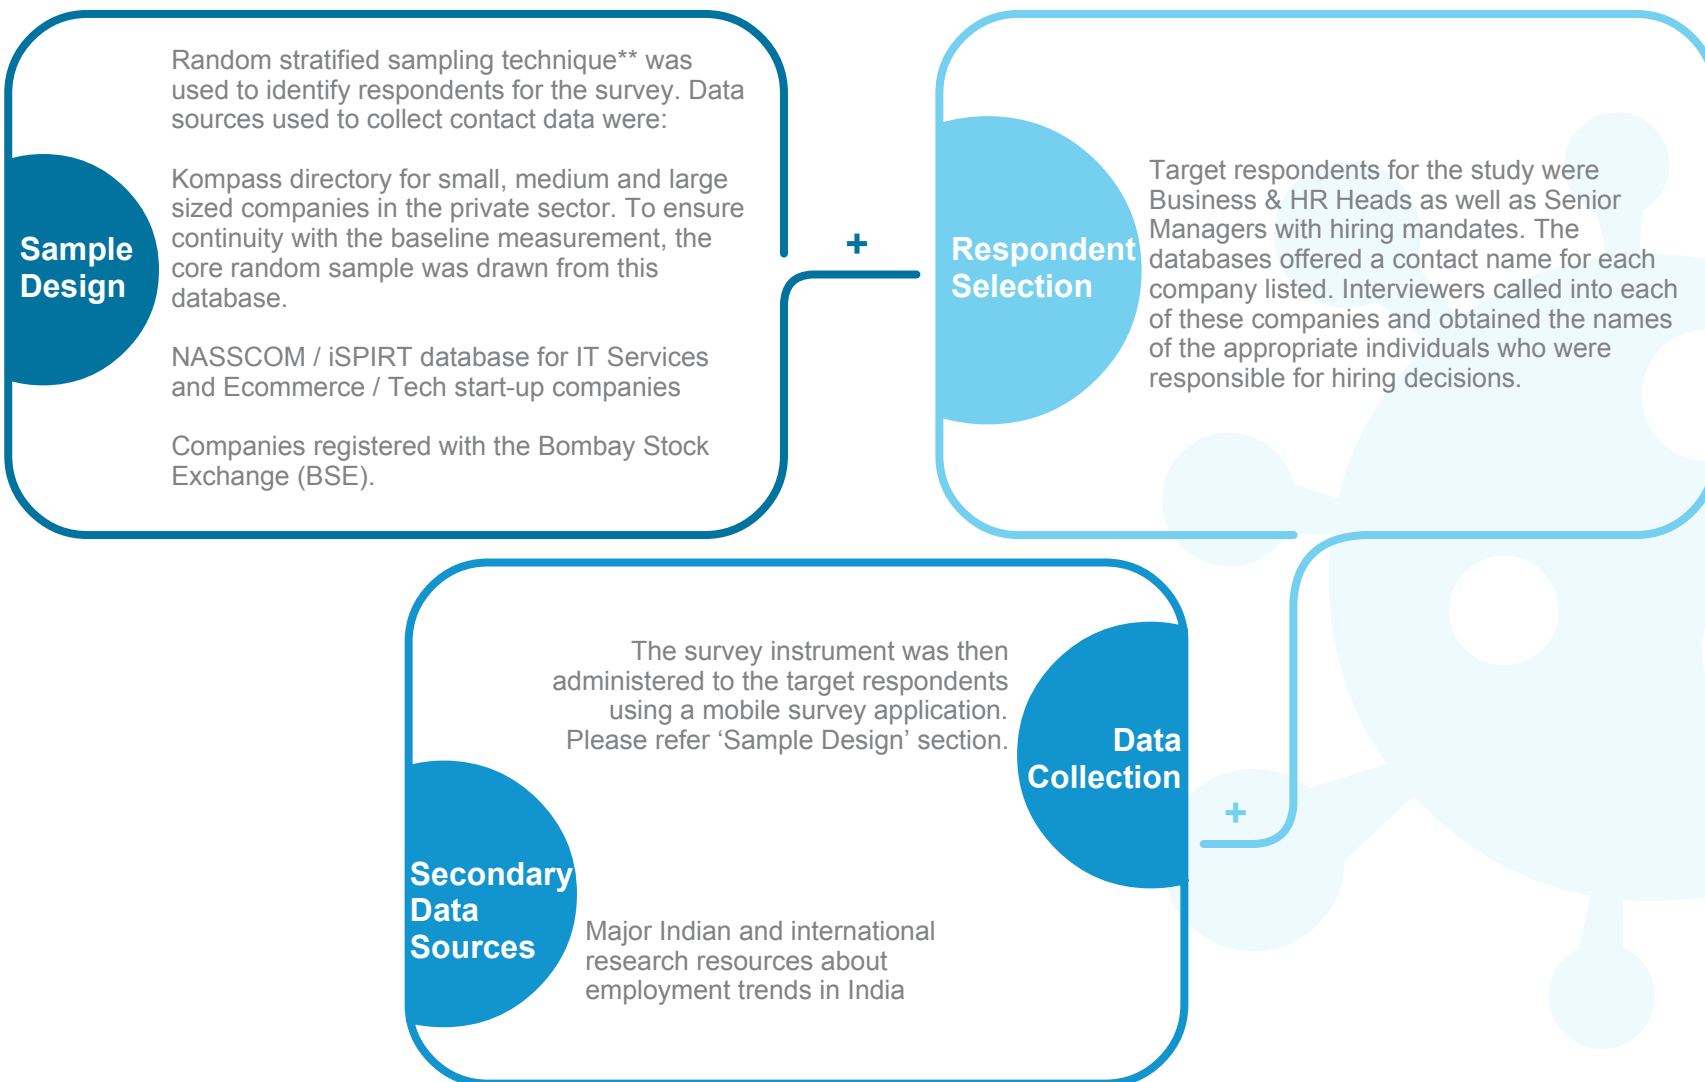 Sample
Design
Random stratified sampling technique** was
used to identify respondents for the survey. Data
sources used to collect contact data were:
Kompass directory for small, medium and large
sized companies in the private sector. To ensure
continuity with the baseline measurement, the
core random sample was drawn from this
database.
NASSCOM / iSPIRT database for IT Services
and Ecommerce / Tech start-up companies
Companies registered with the Bombay Stock
Exchange (BSE).
+
Respondent
Selection
Target respondents for the study were
Business & HR Heads as well as Senior
Managers with hiring mandates. The
databases offered a contact name for each
company listed. Interviewers called into each
of these companies and obtained the names
of the appropriate individuals who were
responsible for hiring decisions.
+
The survey instrument was then
administered to the target respondents
using a mobile survey application.
Please refer ‘Sample Design’ section.
Data
Collection
Secondary
Data
Sources
Major Indian and international
research resources about
employment trends in India